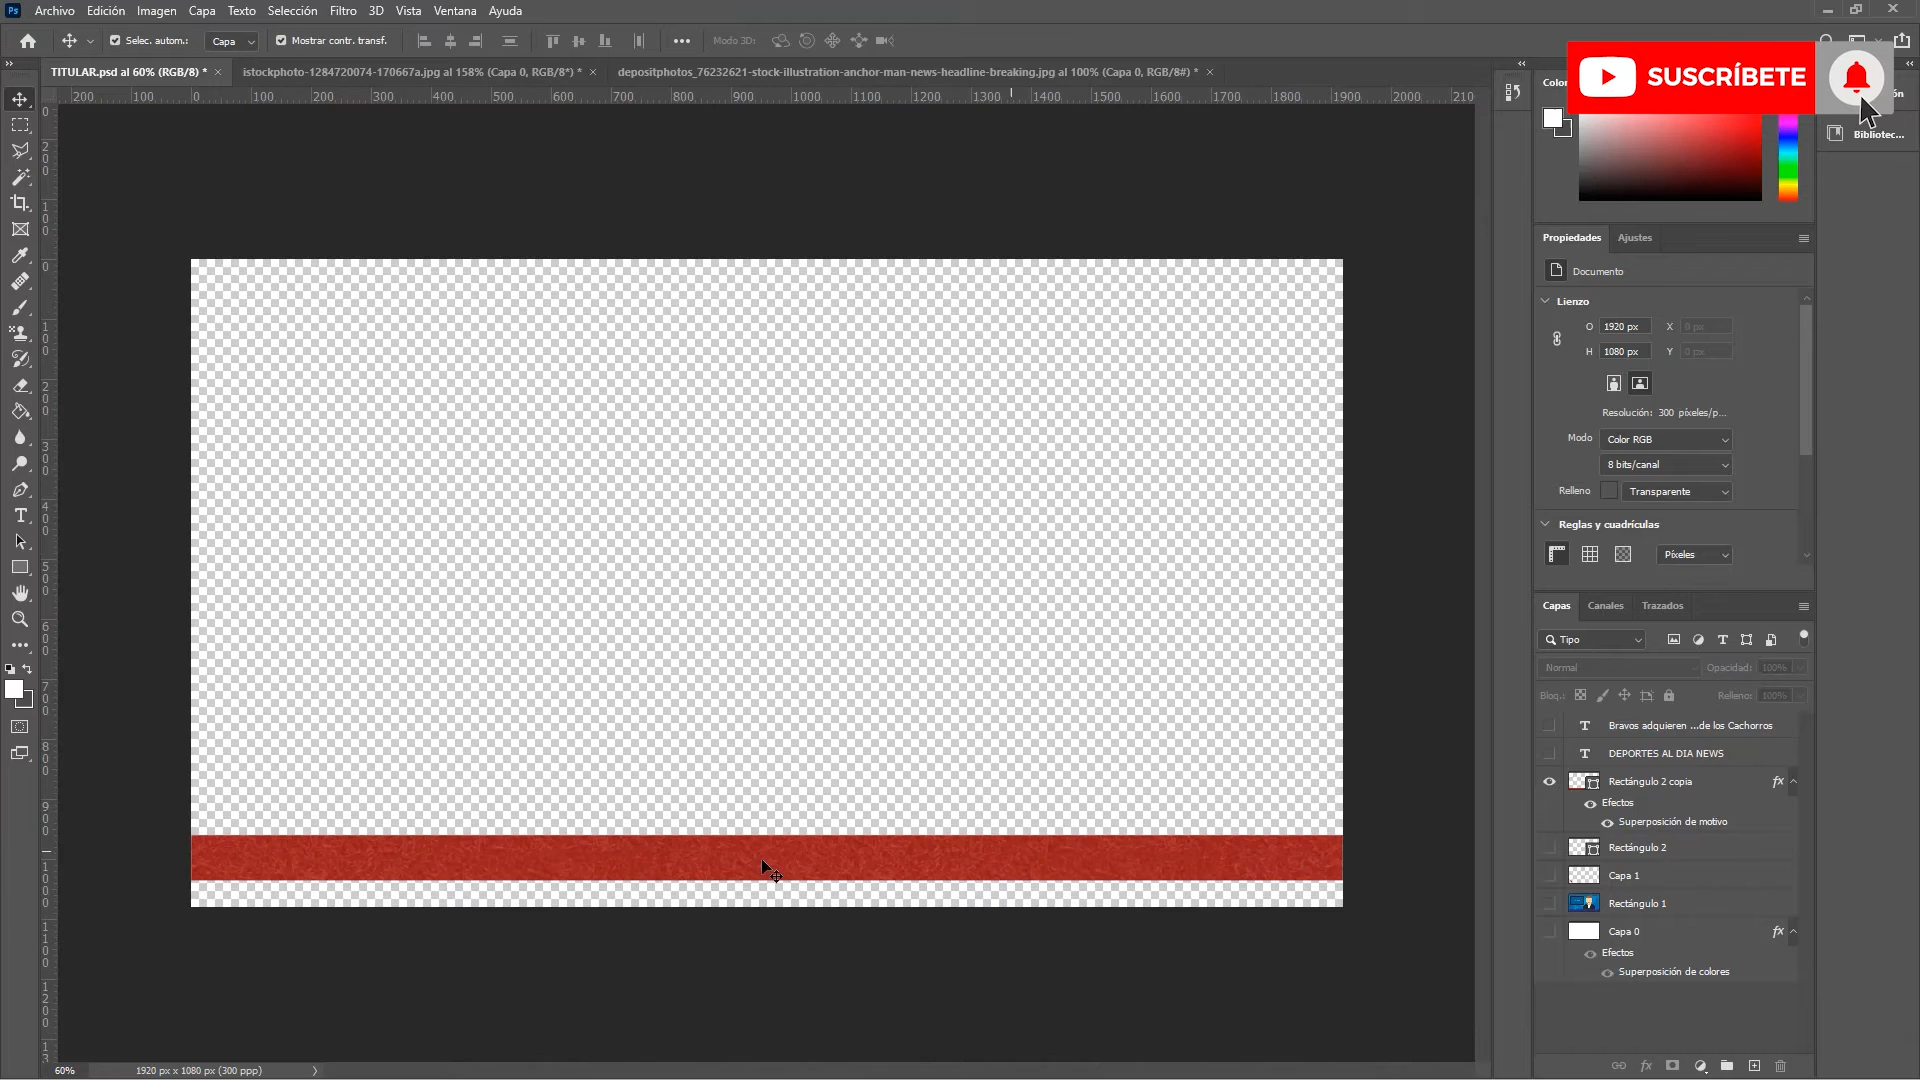 Ps Archivo Edición Imagen Capa Texto Selección Filtro 3D Vista Ventana Ayuda
Selec. autom.: Capa Mostrar contr. transf. Modo 3D:
TITULAR.psd al 60% (RGB/8) * istockphoto-1284720074-170667a.jpg al 158% (Capa 0, RGB/8*) * depositphotos_76232621-stock-illustration-anchor-man-news-headline-breaking.jpg al 100% (Capa 0, RGB/8#) *
SUSCRÍBETE
200 100 0 100 200 300 400 500 600 700 800 900 1000 1100 1200 1300 1400 1500 1600 1700 1800 1900 2000 210
Bibliotec...
Propiedades Ajustes
Documento
Lienzo
O 1920 px X 0 px
H 1080 px Y 0 px
Resolución: 300 píxeles/p...
Modo Color RGB
8 bits/canal
Relleno Transparente
Reglas y cuadrículas
Píxeles
Capas Canales Trazados
Tipo
Normal Opacidad: 100%
Bloq.: Relleno: 100%
T Bravos adquieren ...de los Cachorros
T DEPORTES AL DIA NEWS
Rectángulo 2 copia fx
Efectos
Superposición de motivo
Rectángulo 2
Capa 1
Rectángulo 1
Capa 0 fx
Efectos
Superposición de colores
60% 1920 px x 1080 px (300 ppp)